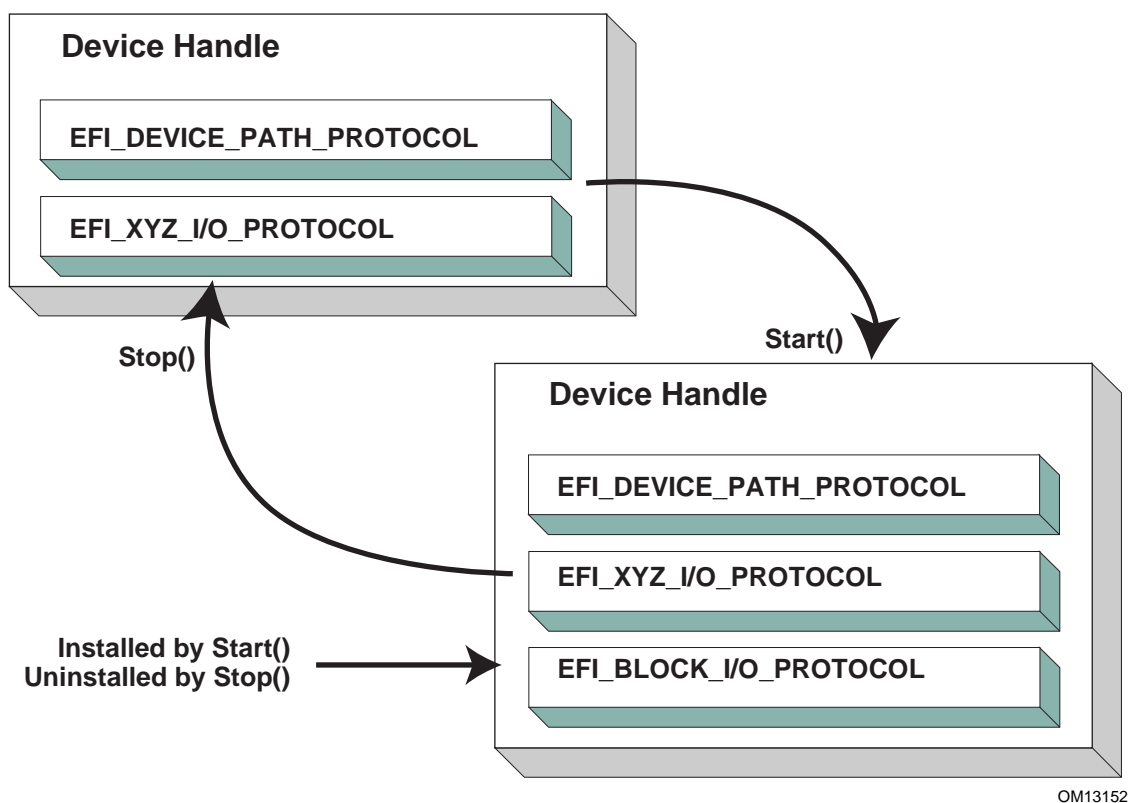 Device Handle
EFI_DEVICE_PATH_PROTOCOL
EFI_XYZ_I/O_PROTOCOL
Stop()
Start()
Device Handle
EFI_DEVICE_PATH_PROTOCOL
EFI_XYZ_I/O_PROTOCOL
Installed by Start()
Uninstalled by Stop()
EFI_BLOCK_I/O_PROTOCOL
OM13152